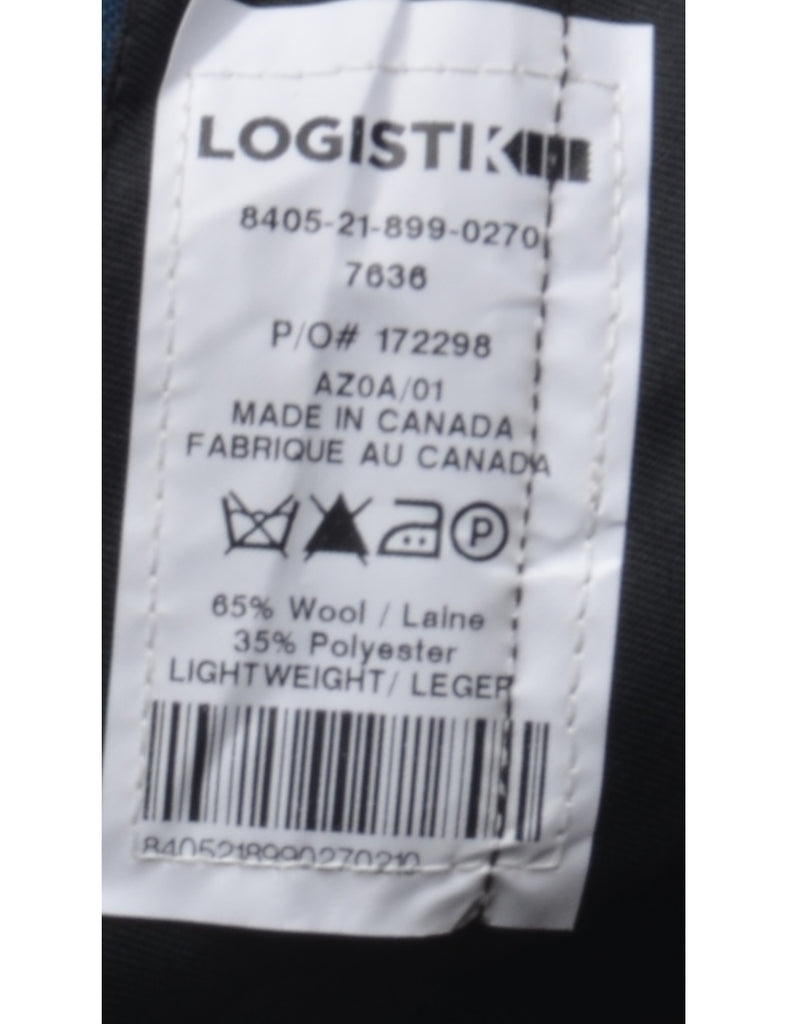 LOGISTIK
8405-21-899-0270
7636
P/O# 172298
AZ0A/01
MADE IN CANADA
FABRIQUE AU CANADA
P
65% Wool / Laine
35% Polyester
LIGHTWEIGHT/ LEGER
8405218990270210